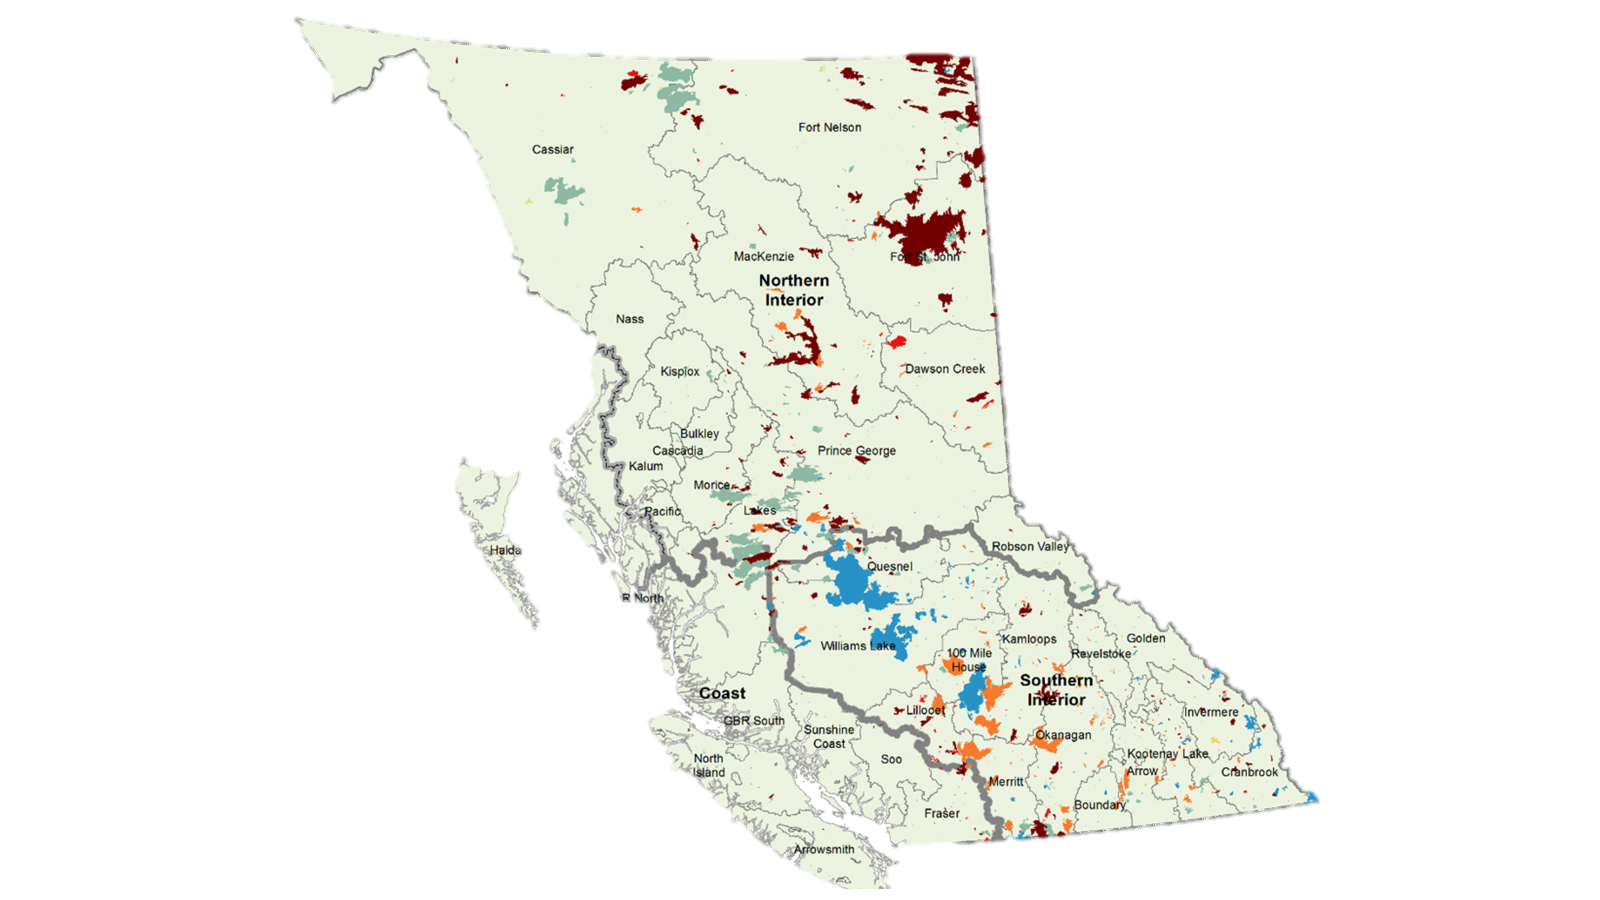 Fort Nelson
Cassiar
MacKenzie
Fort St. John
Northern
Interior
Nass
Kispiox
Dawson Creek
Bulkley
Cascadia
Prince George
Kalum
Morice
Pacific
Lakes
Haida
Robson Valley
Quesnel
R North
Williams Lake
Kamloops
Golden
100 Mile
House
Revelstoke
Southern
Interior
Coast
Lillooet
Invermere
GBR South
Sunshine
Coast
Okanagan
North
Island
Soo
Kootenay Lake
Arrow
Cranbrook
Merritt
Boundary
Fraser
Arrowsmith